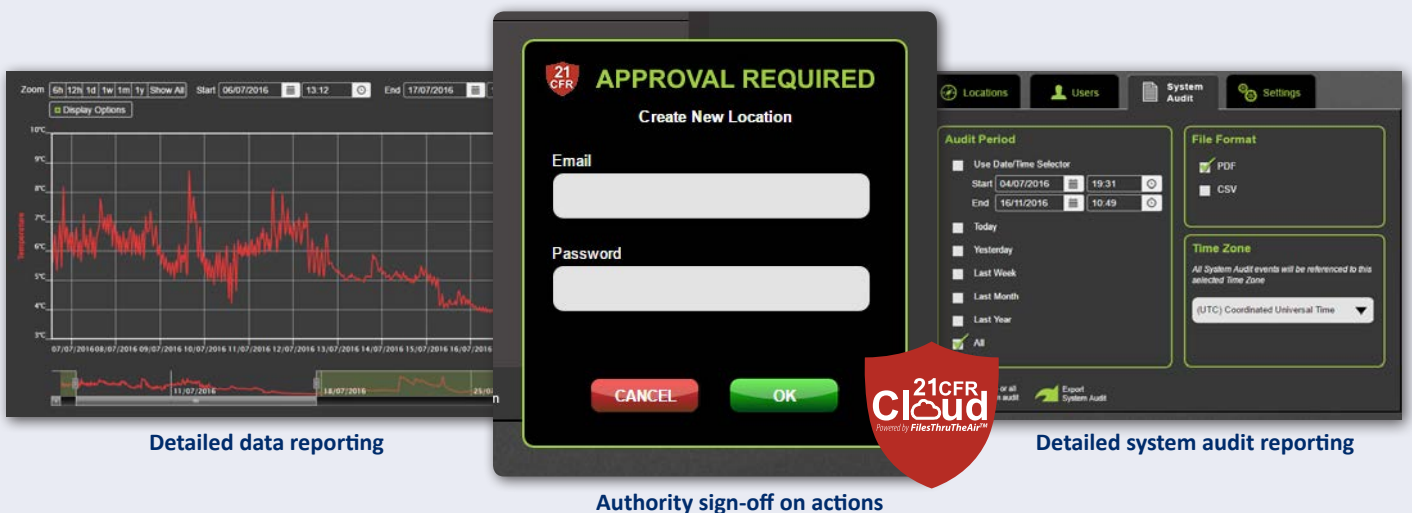 Zoom 6h 12h 1d 1w 1m 1y Show All Start 06/07/2016 13:12 End 17/07/2016
Display Options
10°C
9°C
8°C
7°C
6°C
5°C
4°C
3°C
Temperature
07/07/2016 08/07/2016 09/07/2016 10/07/2016 11/07/2016 12/07/2016 13/07/2016 14/07/2016 15/07/2016 16/07/2016
11/07/2016 18/07/2016 25/0
Detailed data reporting
21
CFR
APPROVAL REQUIRED
Create New Location
Email
Password
CANCEL OK
Authority sign-off on actions
Locations Users System Audit Settings
Audit Period
Use Date/Time Selector
Start 04/07/2016 19:31
End 16/11/2016 10:49
Today
Yesterday
Last Week
Last Month
Last Year
All
or all
audit
Export
System Audit
File Format
PDF
CSV
Time Zone
All System Audit events will be referenced to this
selected Time Zone
(UTC) Coordinated Universal Time
21CFR
Cloud
Powered by FilesThruTheAir™
Detailed system audit reporting